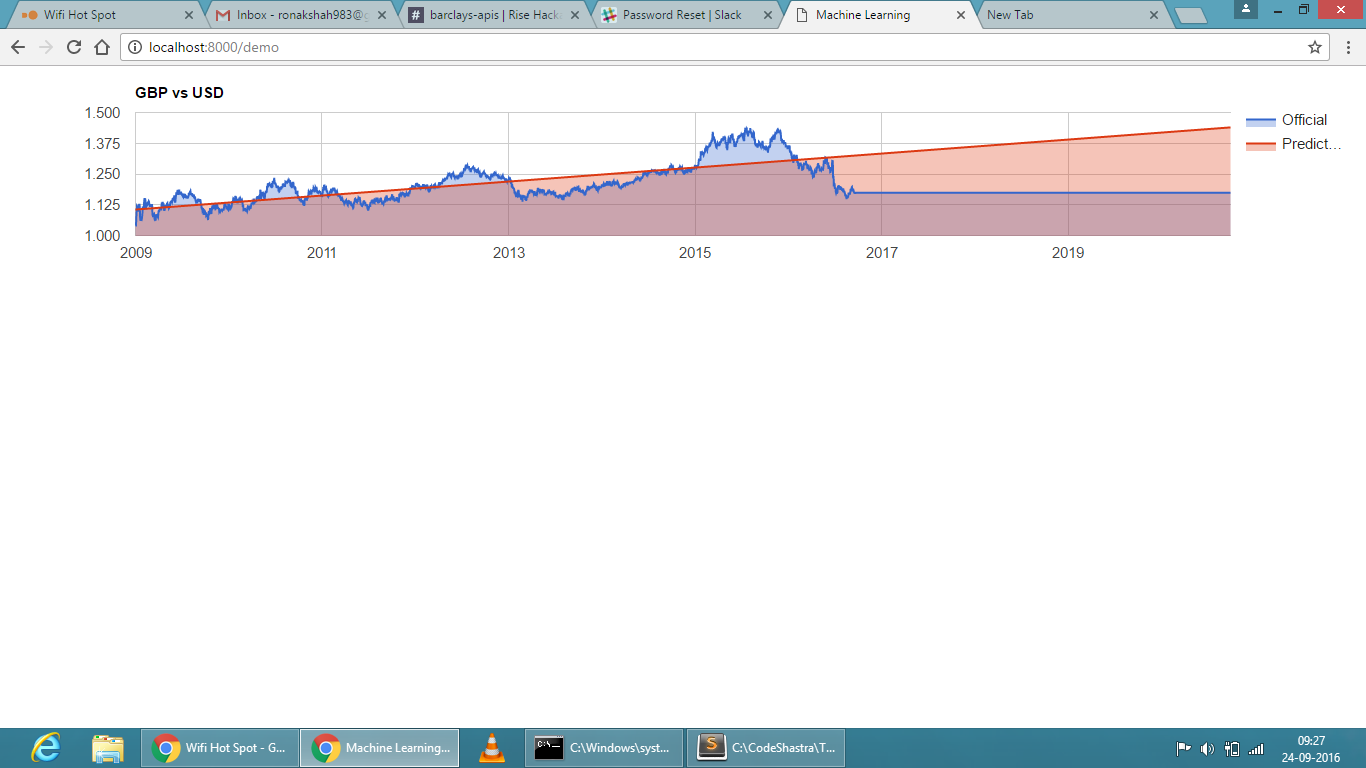 Wifi Hot Spot
Inbox - ronakshah983@g
barclays-apis | Rise Hack
Password Reset | Slack
Machine Learning
New Tab
localhost:8000/demo
GBP vs USD
1.500
1.375
1.250
1.125
1.000
2009 2011 2013 2015 2017 2019
Official
Predict...
Wifi Hot Spot - G...
Machine Learning...
C:\Windows\syst...
C:\CodeShastra\T...
09:27
24-09-2016